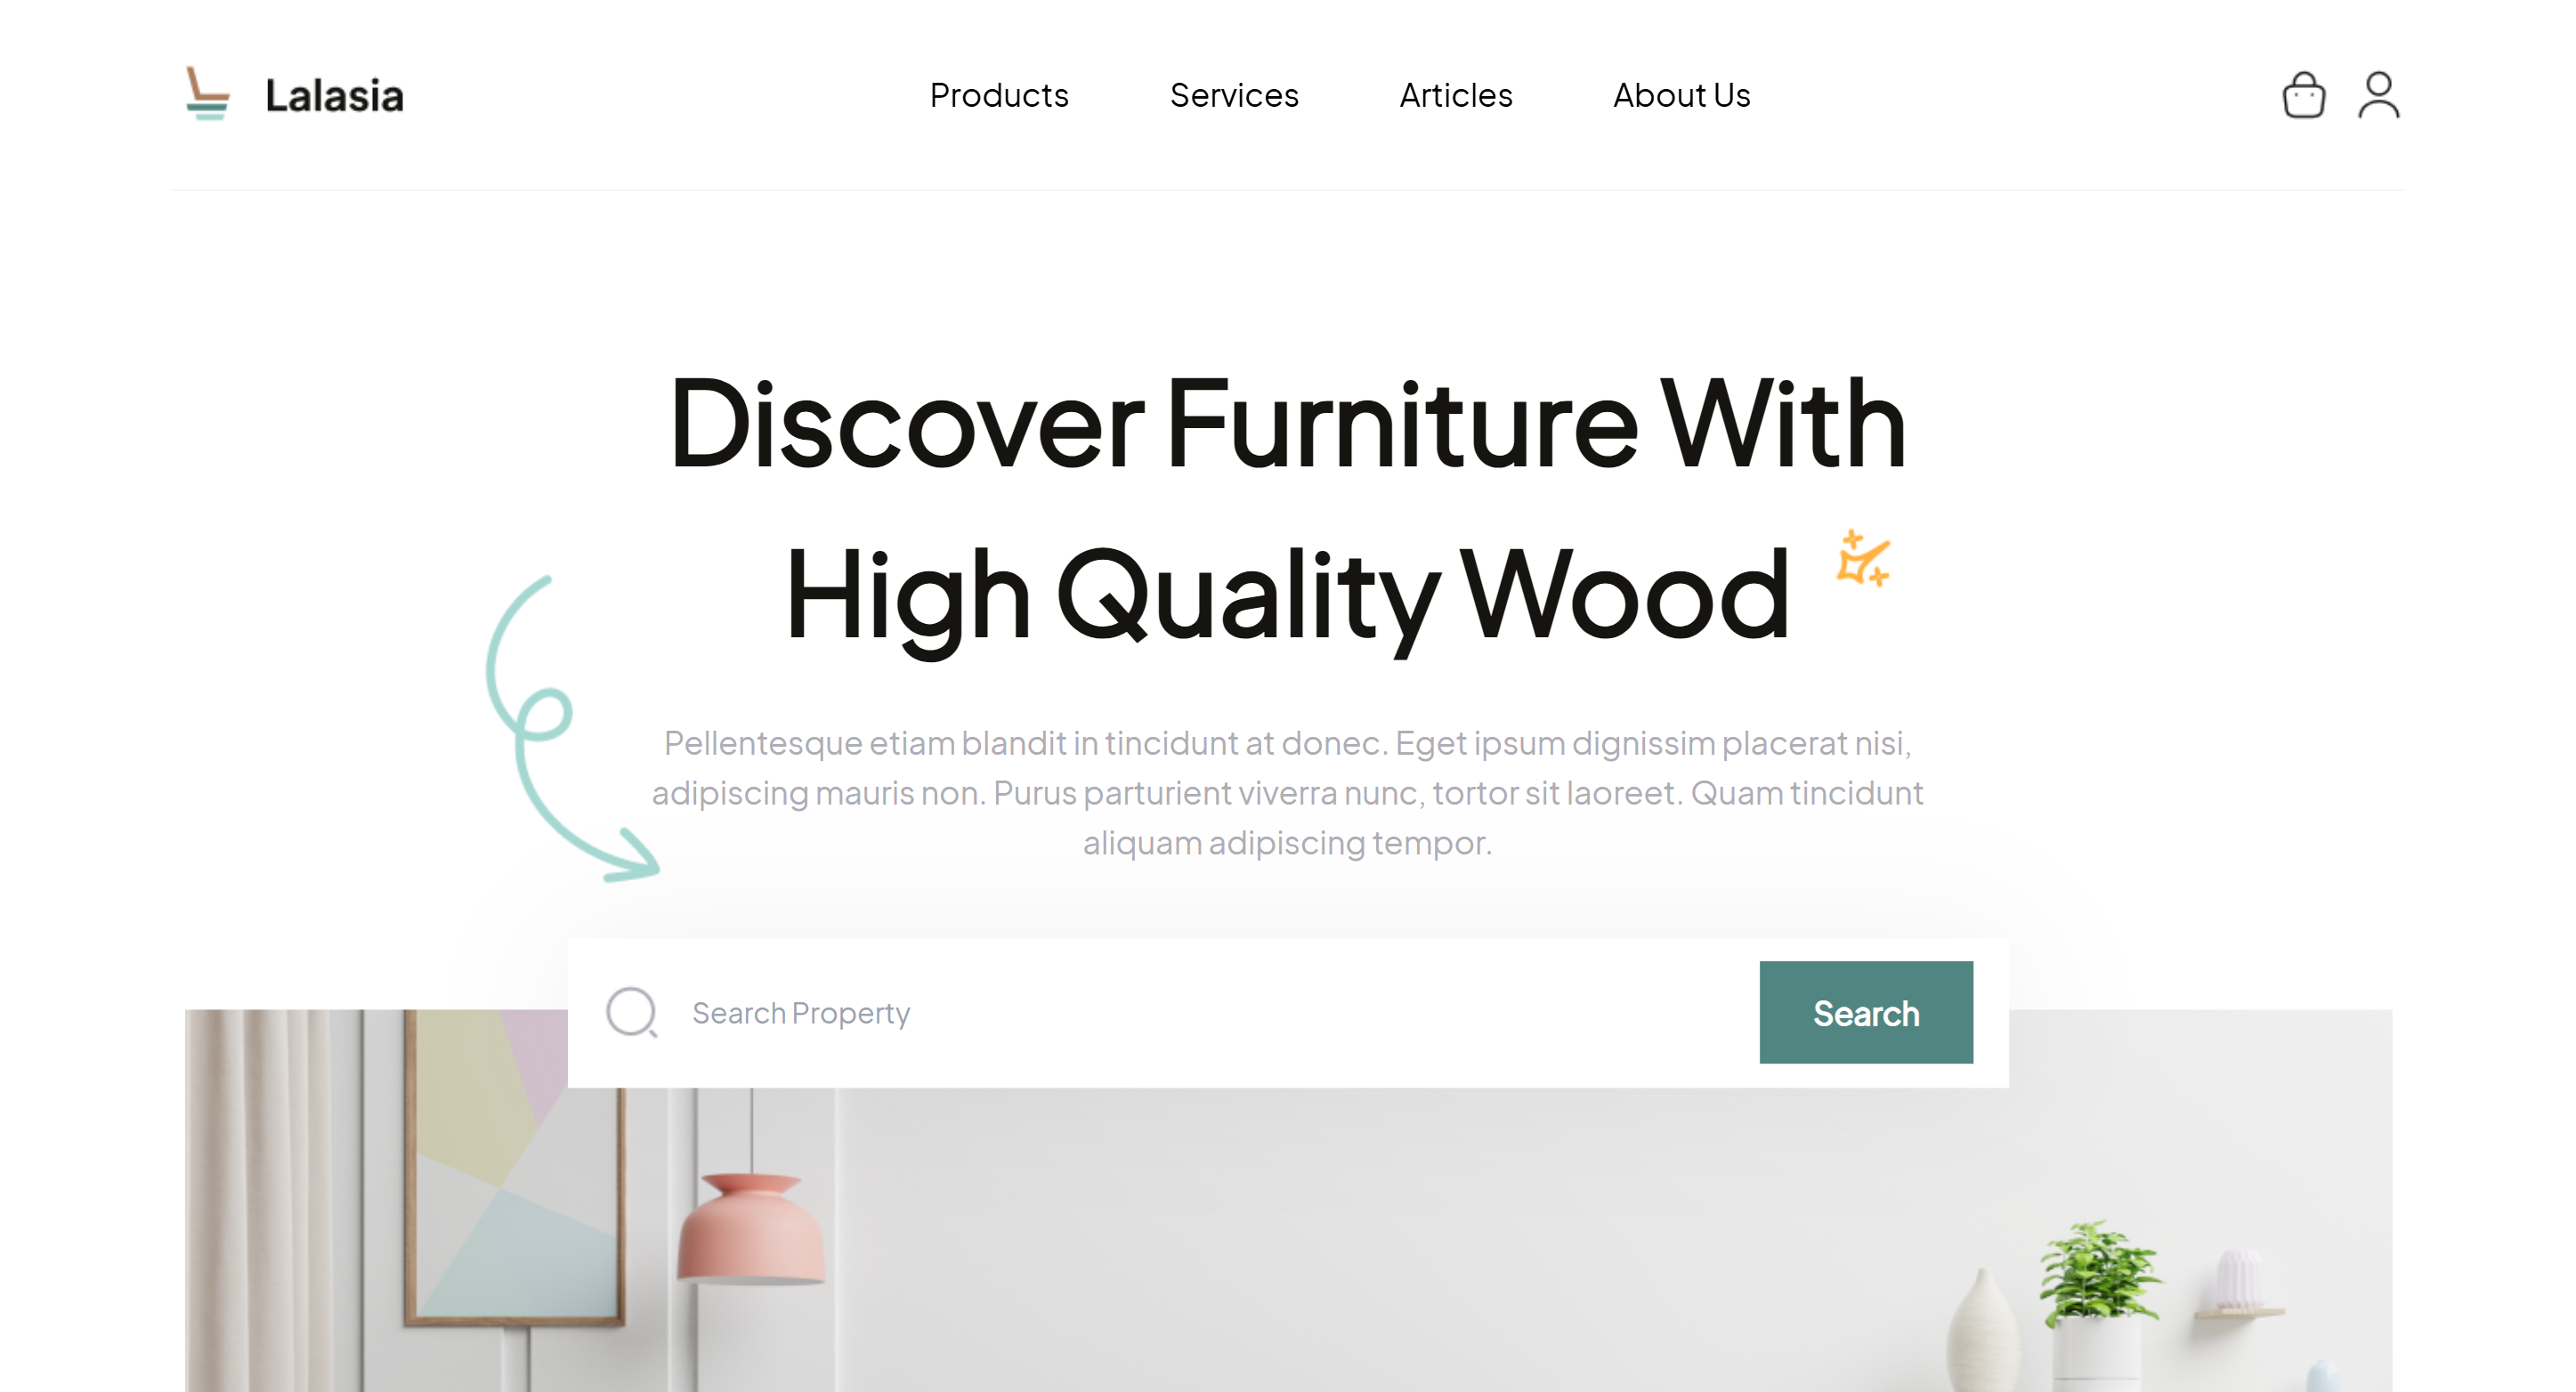 Lalasia
Products
Services
Articles
About Us
Discover Furniture With
High Quality Wood
Pellentesque etiam blandit in tincidunt at donec. Eget ipsum dignissim placerat nisi,
adipiscing mauris non. Purus parturient viverra nunc, tortor sit laoreet. Quam tincidunt
aliquam adipiscing tempor.
Search Property
Search